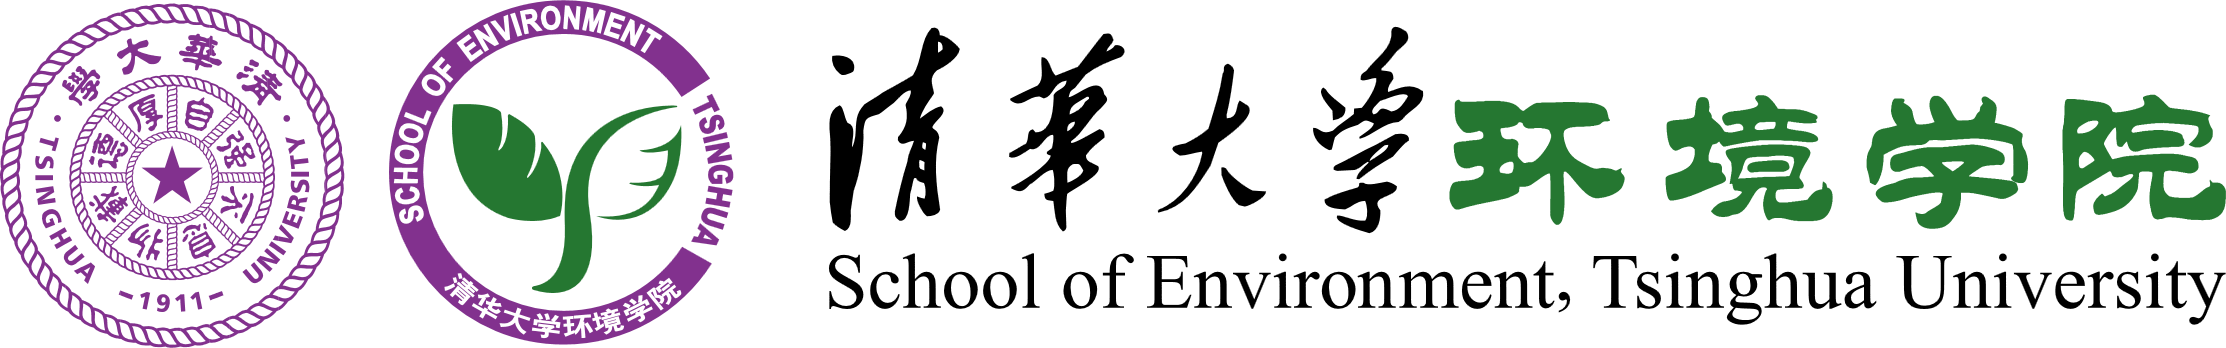 清華大學
自强不息
厚德載物
TSINGHUA UNIVERSITY
-1911-
SCHOOL OF ENVIRONMENT
TSINGHUA
清华大学环境学院
清華大学环境学院
School of Environment, Tsinghua University